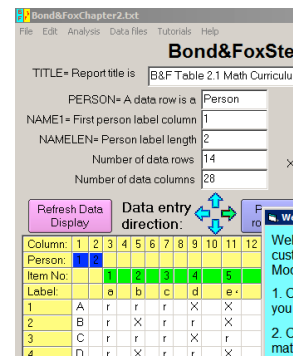 Bond&FoxChapter2.txt
File Edit Analysis Data files Tutorials Help
Bond&FoxSte
TITLE= Report title is B&F Table 2.1 Math Curriculu
PERSON= A data row is a Person
NAME1= First person label column 1
NAMELEN= Person label length 2
Number of data rows 14
Number of data columns 28
Refresh Data Display
Data entry direction:
We
Column: 1 2 3 4 5 6 7 8 9 10 11 12
Wel
Person: 1 2
cust
Item No: 1 2 3 4 5
Moc
Label: a b c d e ·
1. C
1 A r r r X X
you
2 B r X r r X
3 C r r r X r
2. C
4 D r X r r X
mat